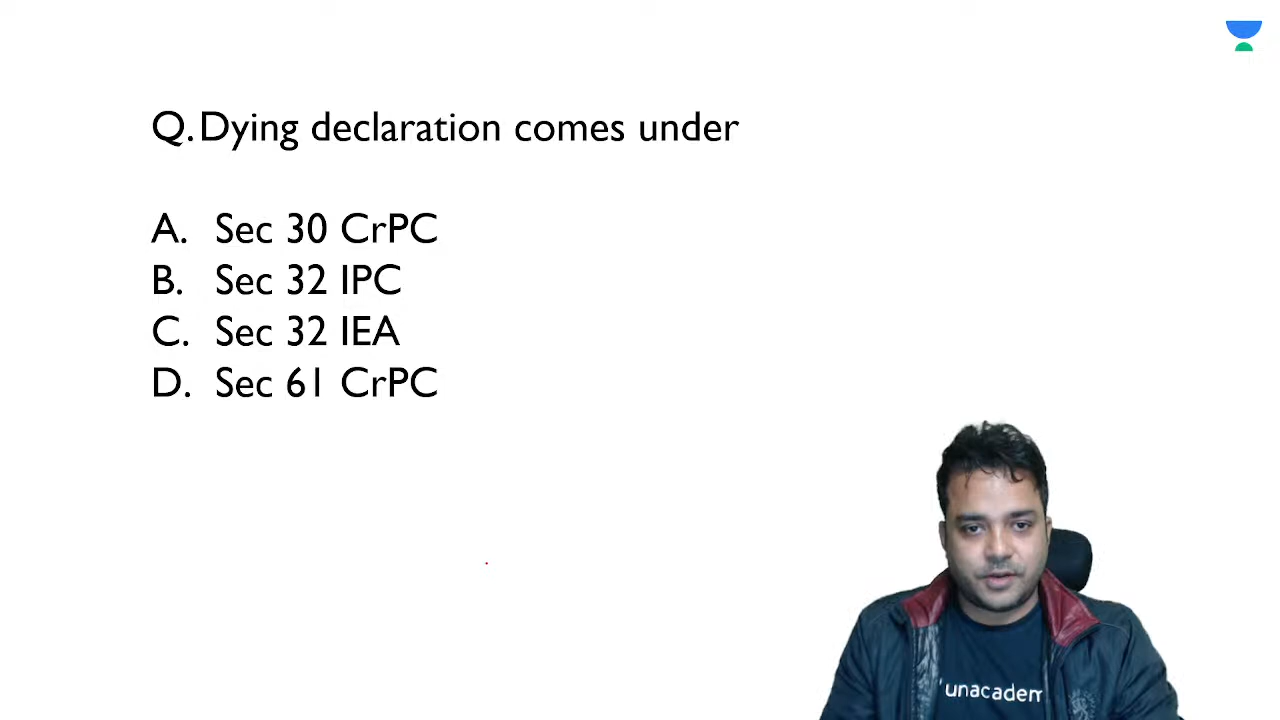 Q. Dying declaration comes under
A. Sec 30 CrPC
B. Sec 32 IPC
C. Sec 32 IEA
D. Sec 61 CrPC
unacadem